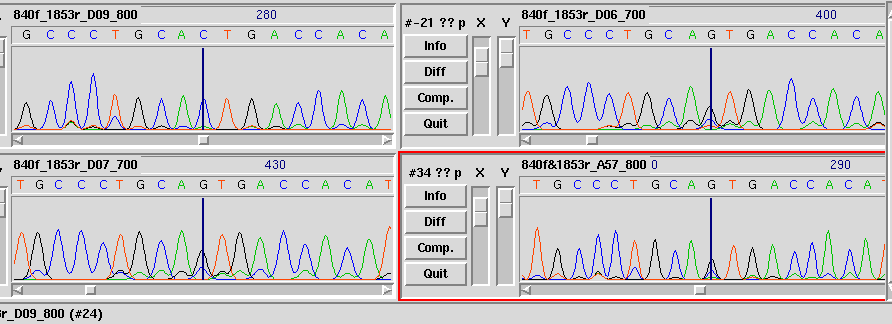 840f_1853r_D09_800 280
G C C C T G C A C T G A C C A C A
#-21 ?? p X Y
Info
Diff
Comp.
Quit
840f_1853r_D06_700 400
T G C C C T G C A G T G A C C A C A
840f_1853r_D07_700 430
T G C C C T G C A G T G A C C A C A T
#34 ?? p X Y
Info
Diff
Comp.
Quit
840f&1853r_A57_800 0 290
T G C C C T G C A G T G A C C A C A T
r_D09_800 (#24)